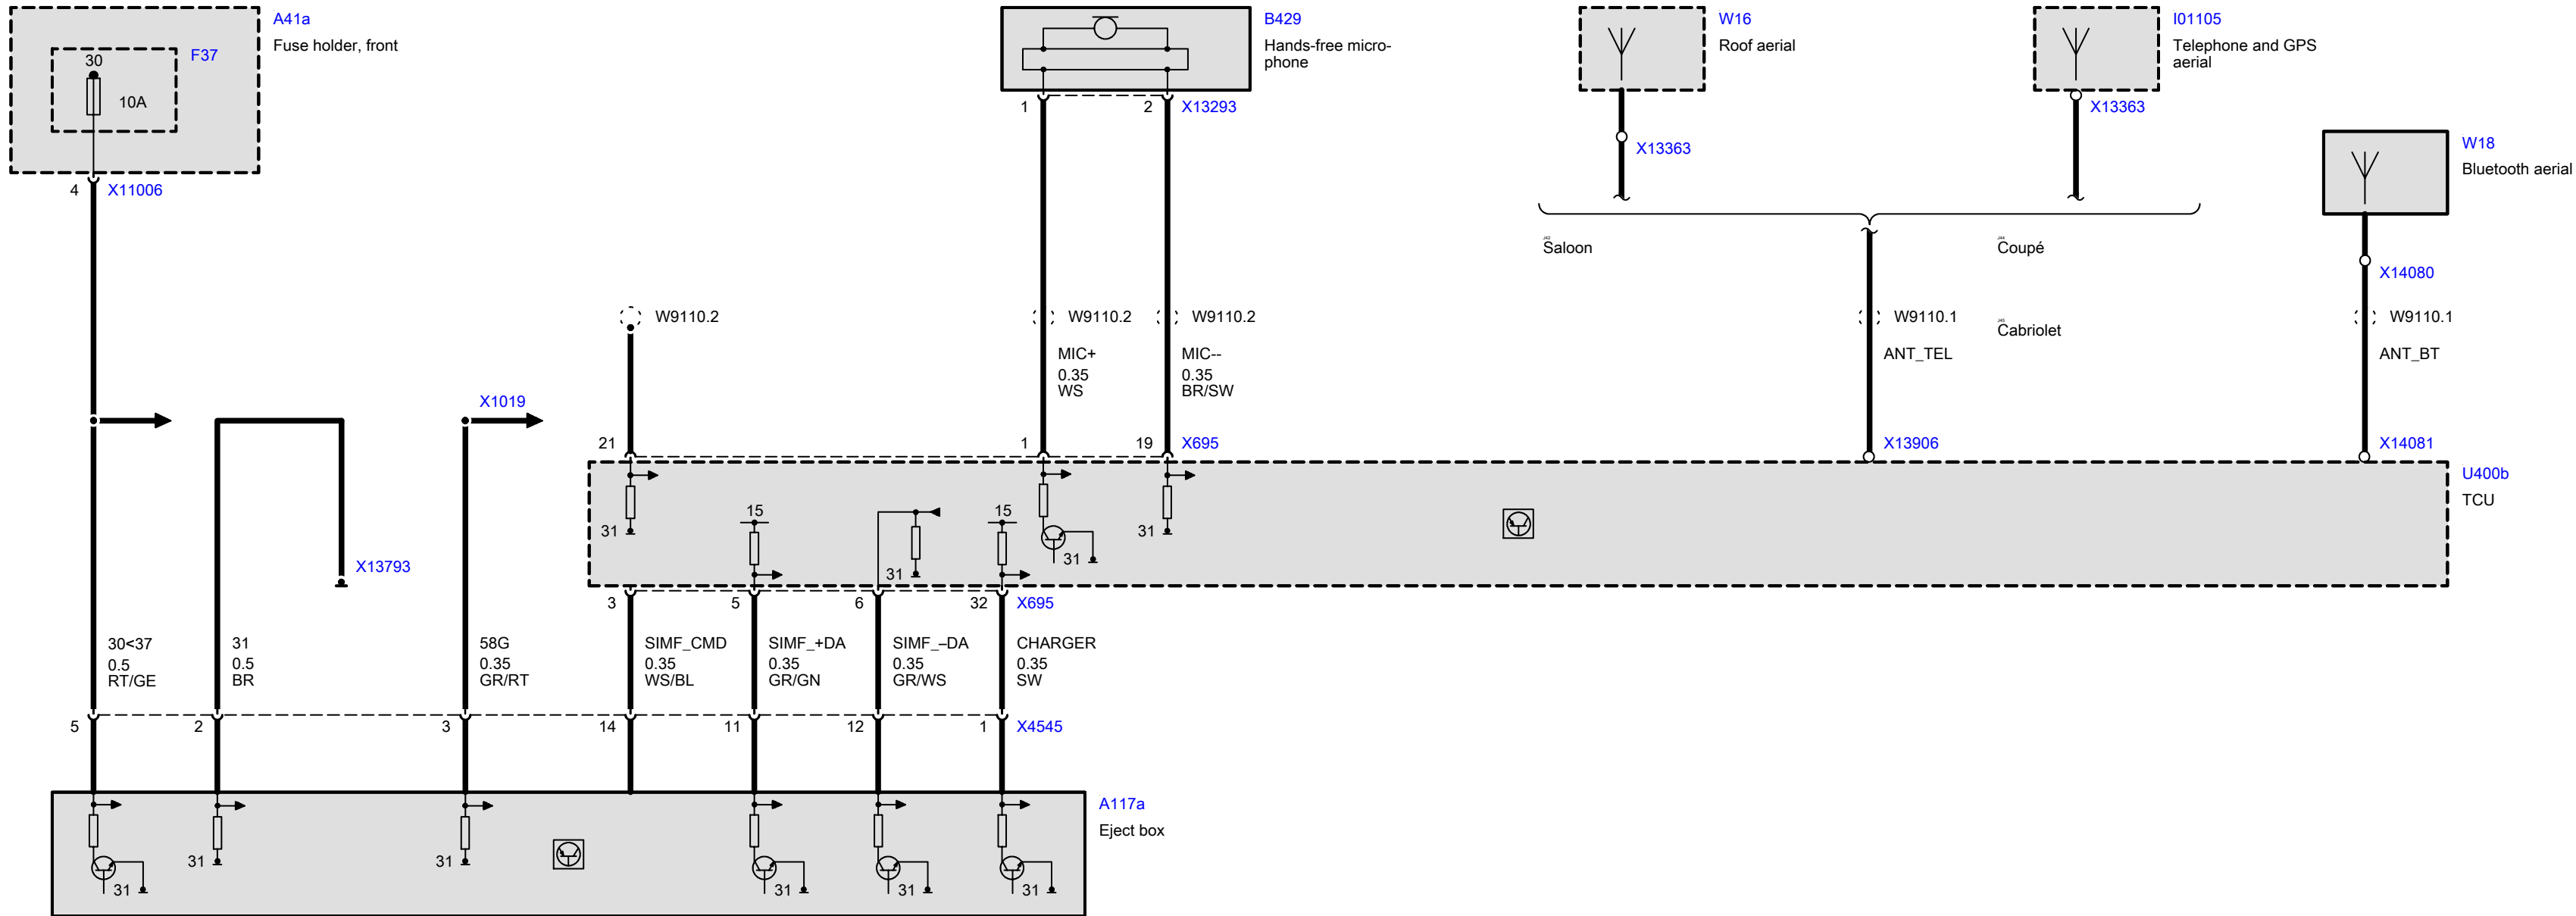 A41a
Fuse holder, front
F37
30
10A
4
X11006
B429
Hands-free micro-
phone
1
2
X13293
W16
Roof aerial
X13363
I01105
Telephone and GPS
aerial
X13363
W18
Bluetooth aerial
Saloon
Coupé
Cabriolet
X14080
W9110.2
W9110.2
W9110.2
W9110.1
W9110.1
MIC+
0.35
WS
MIC--
0.35
BR/SW
ANT_TEL
ANT_BT
X1019
21
1
19
X695
X13906
X14081
U400b
TCU
31
15
31
15
31
31
X13793
3
5
6
32
X695
30<37
0.5
RT/GE
31
0.5
BR
58G
0.35
GR/RT
SIMF_CMD
0.35
WS/BL
SIMF_+DA
0.35
GR/GN
SIMF_–DA
0.35
GR/WS
CHARGER
0.35
SW
5
2
3
14
11
12
1
X4545
A117a
Eject box
31
31
31
31
31
31